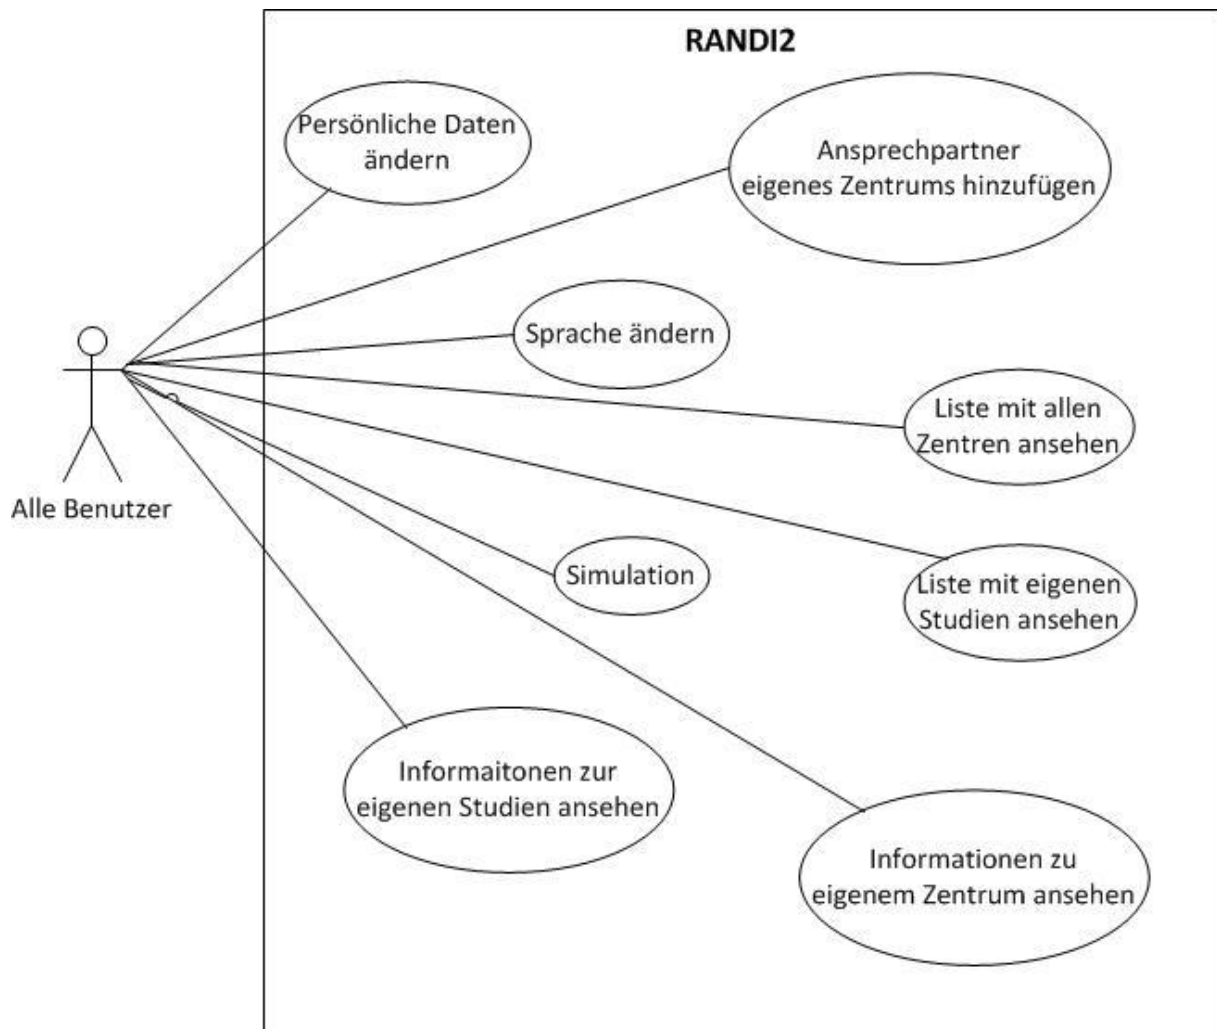 RANDI2
Persönliche Daten
ändern
Ansprechpartner
eigenes Zentrums hinzufügen
Sprache ändern
Liste mit allen
Zentren ansehen
Alle Benutzer
Simulation
Liste mit eigenen
Studien ansehen
Informaitonen zur
eigenen Studien ansehen
Informationen zu
eigenem Zentrum ansehen